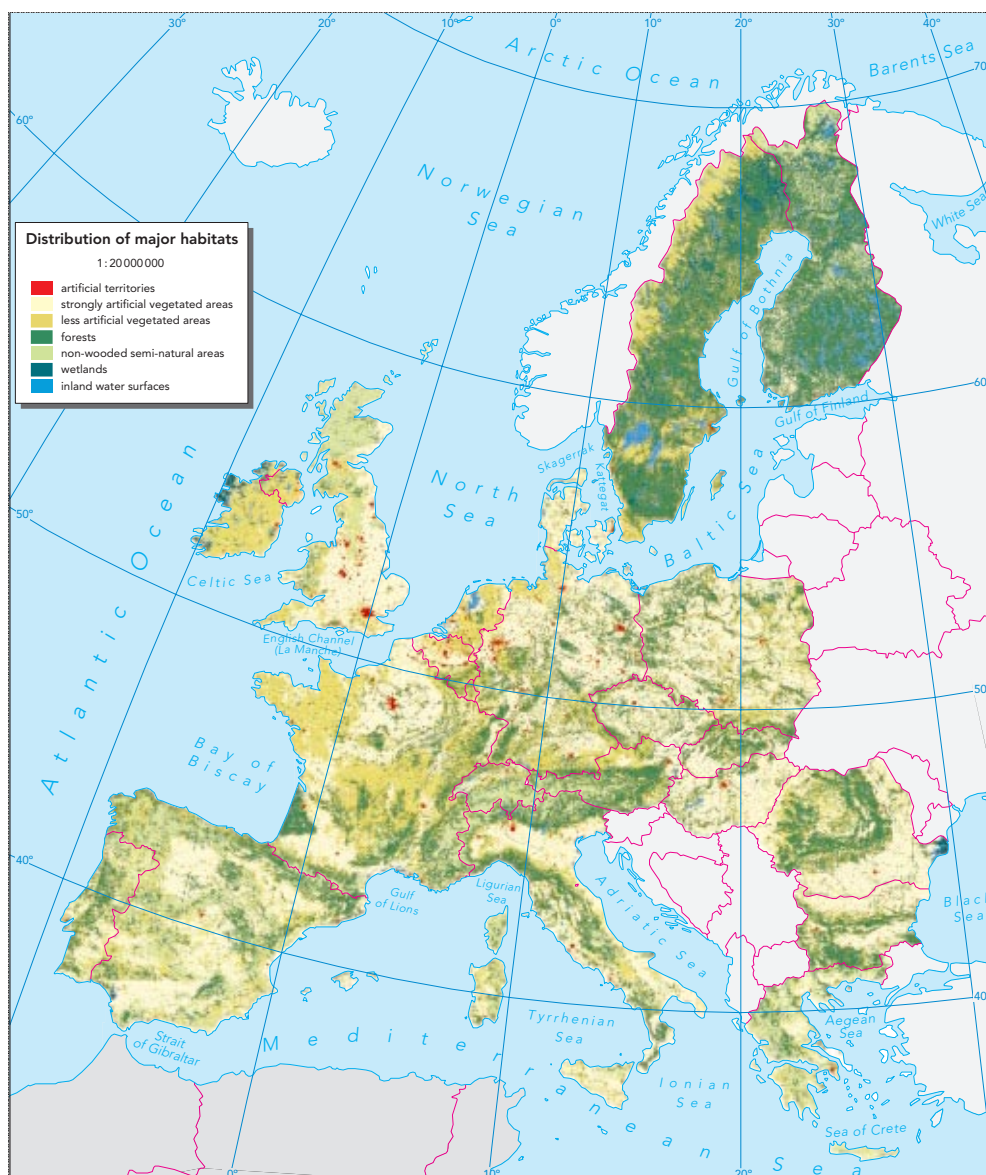 30°
20°
10°
0°
10°
20°
30°
40°
Arctic Ocean
Barents Sea
70
60°
Norwegian
Sea
White Sea
Distribution of major habitats
1 : 20 000 000
artificial territories
strongly artificial vegetated areas
less artificial vegetated areas
forests
non-wooded semi-natural areas
wetlands
inland water surfaces
Gulf of Bothnia
60
Gulf of Finland
Skagerrak
Kattegat
North
Sea
Baltic Sea
50°
Atlantic Ocean
Celtic Sea
English Channel
(La Manche)
50
Bay of
Biscay
40°
Gulf
of Lions
Ligurian
Sea
Adriatic Sea
Black
Sea
40
Strait
of Gibraltar
Mediterranean Sea
Tyrrhenian
Sea
Aegean
Sea
Ionian
Sea
Sea of Crete
0°
10°
20°